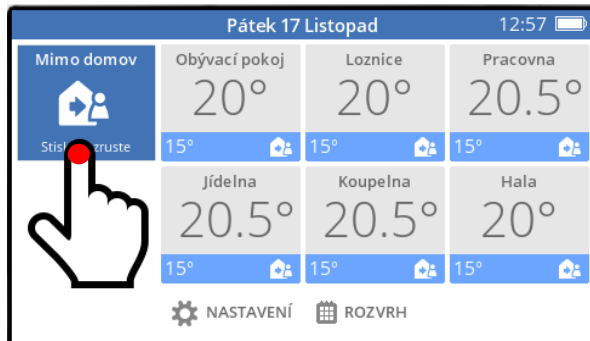 Pátek 17 Listopad 12:57
Mimo domov
Obývací pokoj
20°
15°
Loznice
20°
15°
Pracovna
20.5°
15°
Jídelna
20.5°
15°
Koupelna
20.5°
15°
Hala
20°
15°
NASTAVENÍ ROZVRH